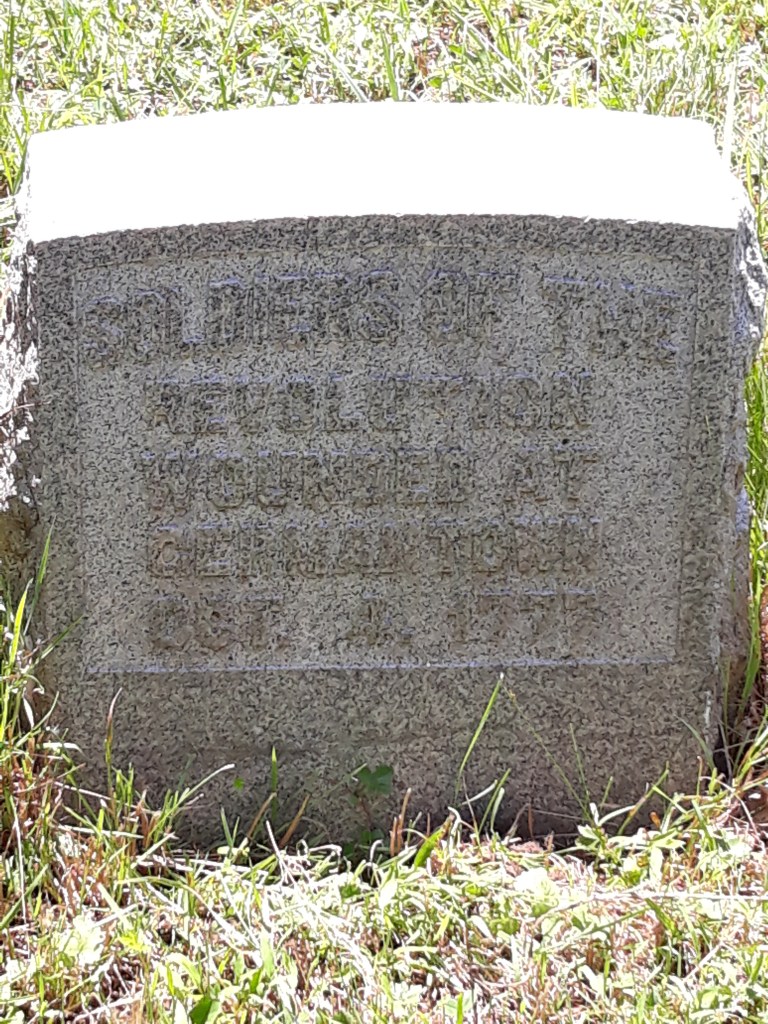 SOLDIERS OF THE
REVOLUTION
WOUNDED AT
GERMANTOWN
OCT. 4. 1777